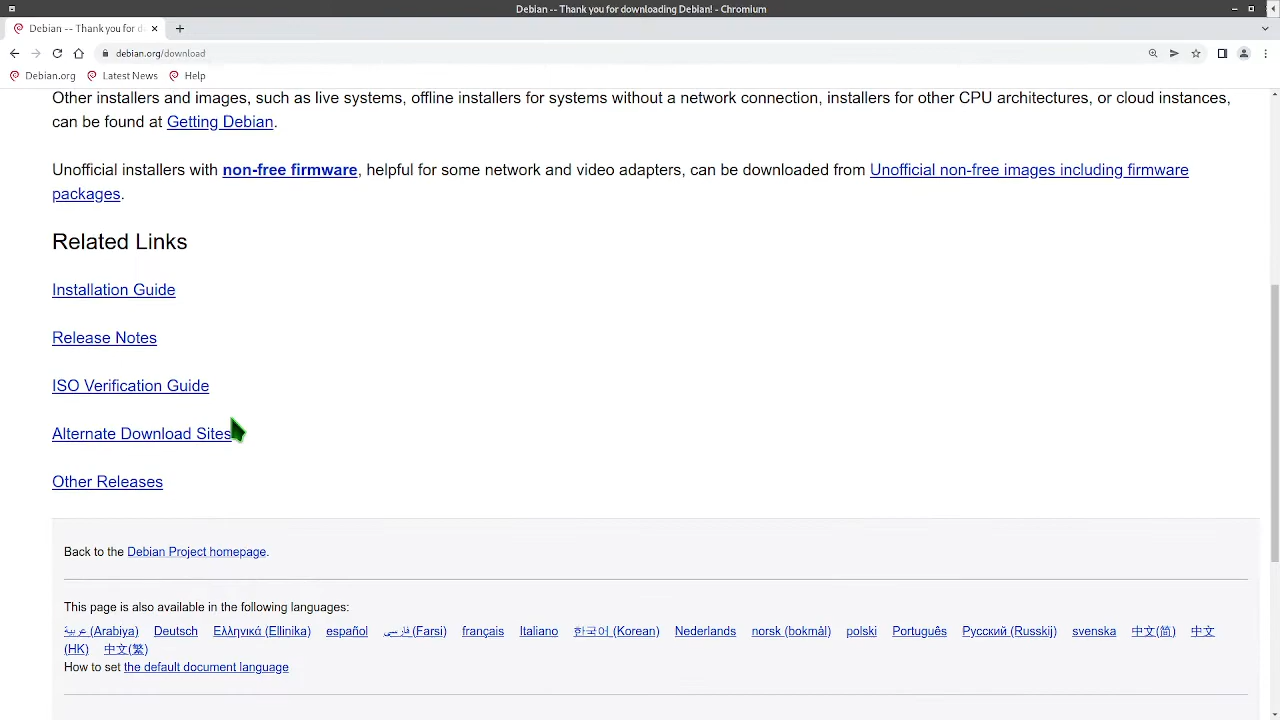 Debian -- Thank you for downloading Debian! - Chromium
Debian -- Thank you for d
debian.org/download
Debian.org Latest News Help
Other installers and images, such as live systems, offline installers for systems without a network connection, installers for other CPU architectures, or cloud instances,
can be found at Getting Debian.
Unofficial installers with non-free firmware, helpful for some network and video adapters, can be downloaded from Unofficial non-free images including firmware
packages.
Related Links
Installation Guide
Release Notes
ISO Verification Guide
Alternate Download Sites
Other Releases
Back to the Debian Project homepage.
This page is also available in the following languages:
عربية (Arabiya) Deutsch Ελληνικά (Ellinika) español فارسی (Farsi) français Italiano 한국어 (Korean) Nederlands norsk (bokmål) polski Português Русский (Russkij) svenska 中文(简) 中文
(HK) 中文(繁)
How to set the default document language